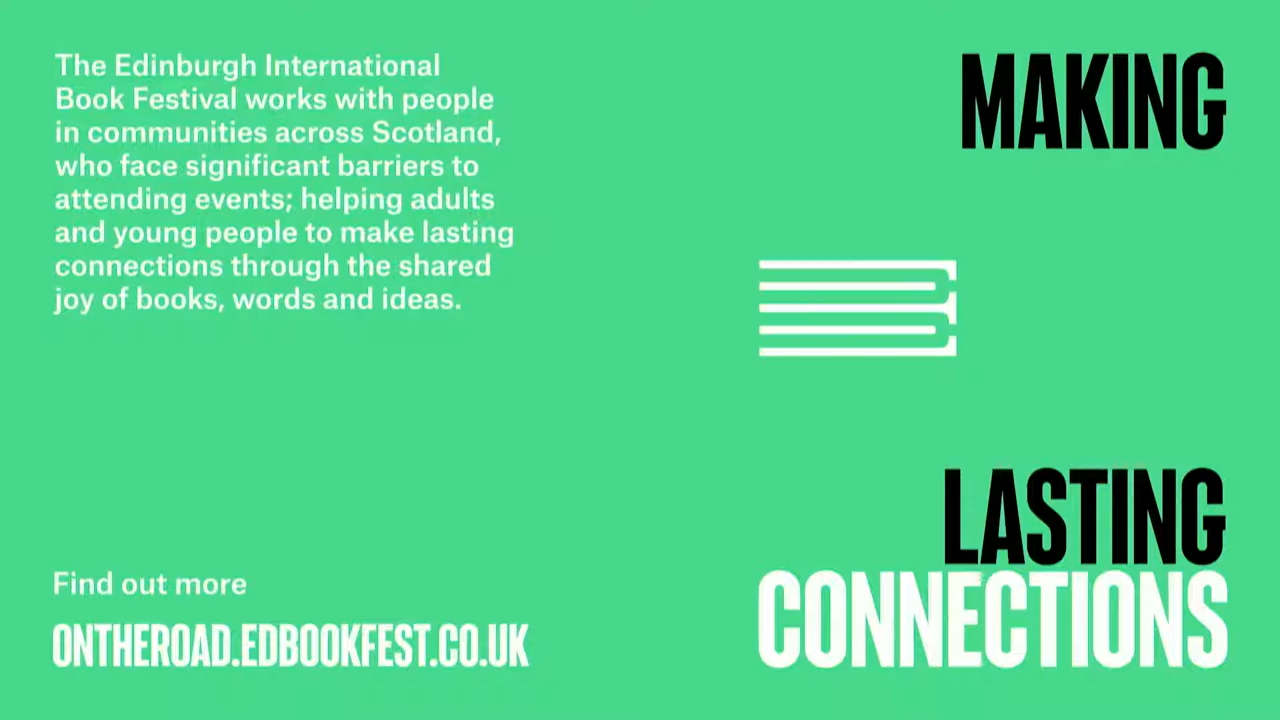 The Edinburgh International
Book Festival works with people
in communities across Scotland,
who face significant barriers to
attending events; helping adults
and young people to make lasting
connections through the shared
joy of books, words and ideas.
Find out more
ONTHEROAD.EDBOOKFEST.CO.UK
MAKING
LASTING
CONNECTIONS